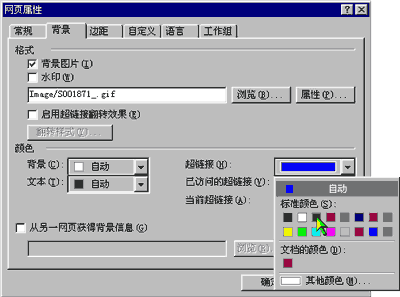 网页属性
常规 背景 边距 自定义 语言 工作组
格式
背景图片(I)
水印(W)
Image/S001871_.gif 浏览(B)... 属性(P)...
启用超链接翻转效果(E)
翻转样式(O)...
颜色
背景(C): 自动 超链接(H):
文本(T): 自动 已访问的超链接(V):
当前超链接(A):
自动
标准颜色(S):
文档的颜色(D):
其他颜色(M)...
从另一网页获得背景信息(G)
浏览
确定